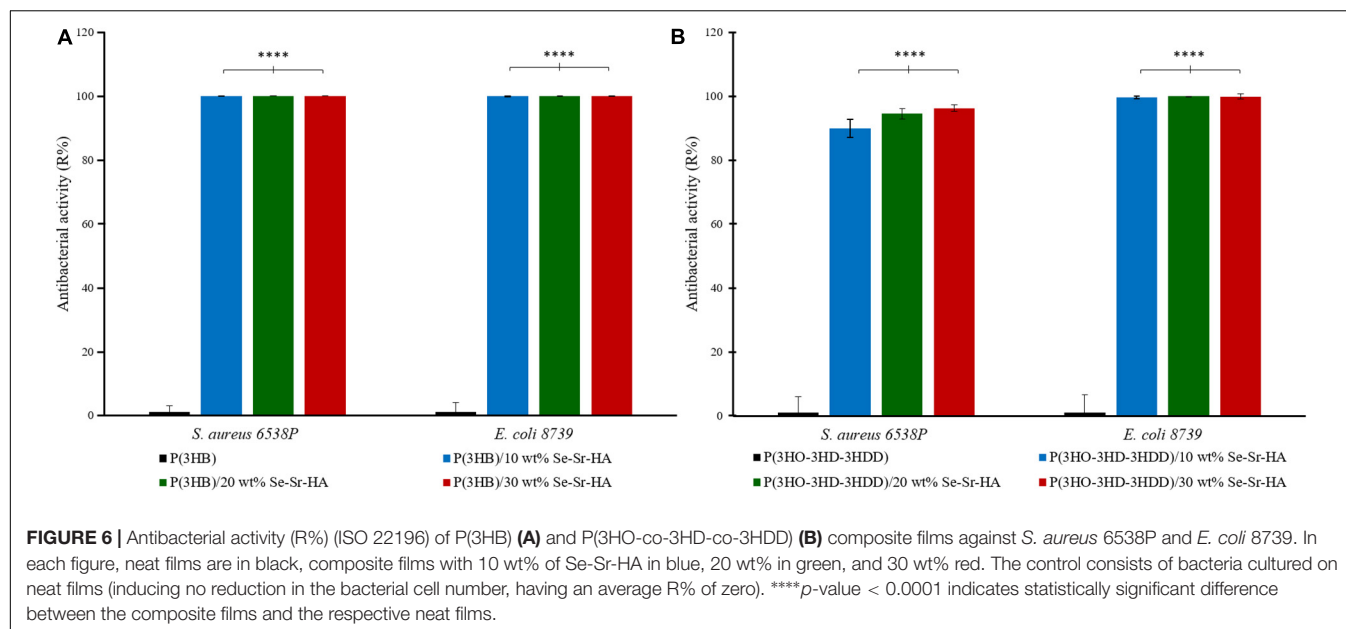 A
B
120
100
80
60
40
20
0
Antibacterial activity (R%)
****
****
S. aureus 6538P
E. coli 8739
P(3HB)
P(3HB)/10 wt% Se-Sr-HA
P(3HB)/20 wt% Se-Sr-HA
P(3HB)/30 wt% Se-Sr-HA
120
100
80
60
40
20
0
Antibacterial activity (R%)
****
****
S. aureus 6538P
E. coli 8739
P(3HO-3HD-3HDD)
P(3HO-3HD-3HDD)/10 wt% Se-Sr-HA
P(3HO-3HD-3HDD)/20 wt% Se-Sr-HA
P(3HO-3HD-3HDD)/30 wt% Se-Sr-HA
FIGURE 6 | Antibacterial activity (R%) (ISO 22196) of P(3HB) (A) and P(3HO-co-3HD-co-3HDD) (B) composite films against S. aureus 6538P and E. coli 8739. In
each figure, neat films are in black, composite films with 10 wt% of Se-Sr-HA in blue, 20 wt% in green, and 30 wt% red. The control consists of bacteria cultured on
neat films (inducing no reduction in the bacterial cell number, having an average R% of zero). ****p-value < 0.0001 indicates statistically significant difference
between the composite films and the respective neat films.